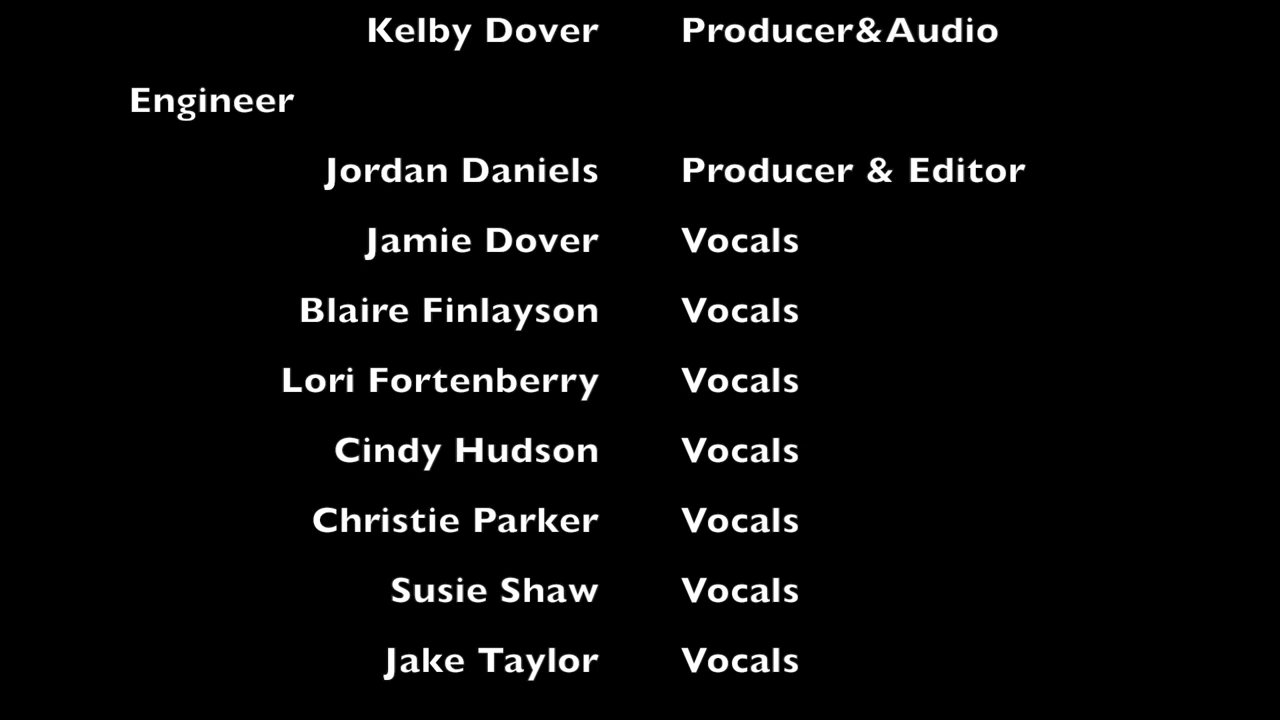 Kelby Dover Producer&Audio
Engineer
Jordan Daniels Producer & Editor
Jamie Dover Vocals
Blaire Finlayson Vocals
Lori Fortenberry Vocals
Cindy Hudson Vocals
Christie Parker Vocals
Susie Shaw Vocals
Jake Taylor Vocals